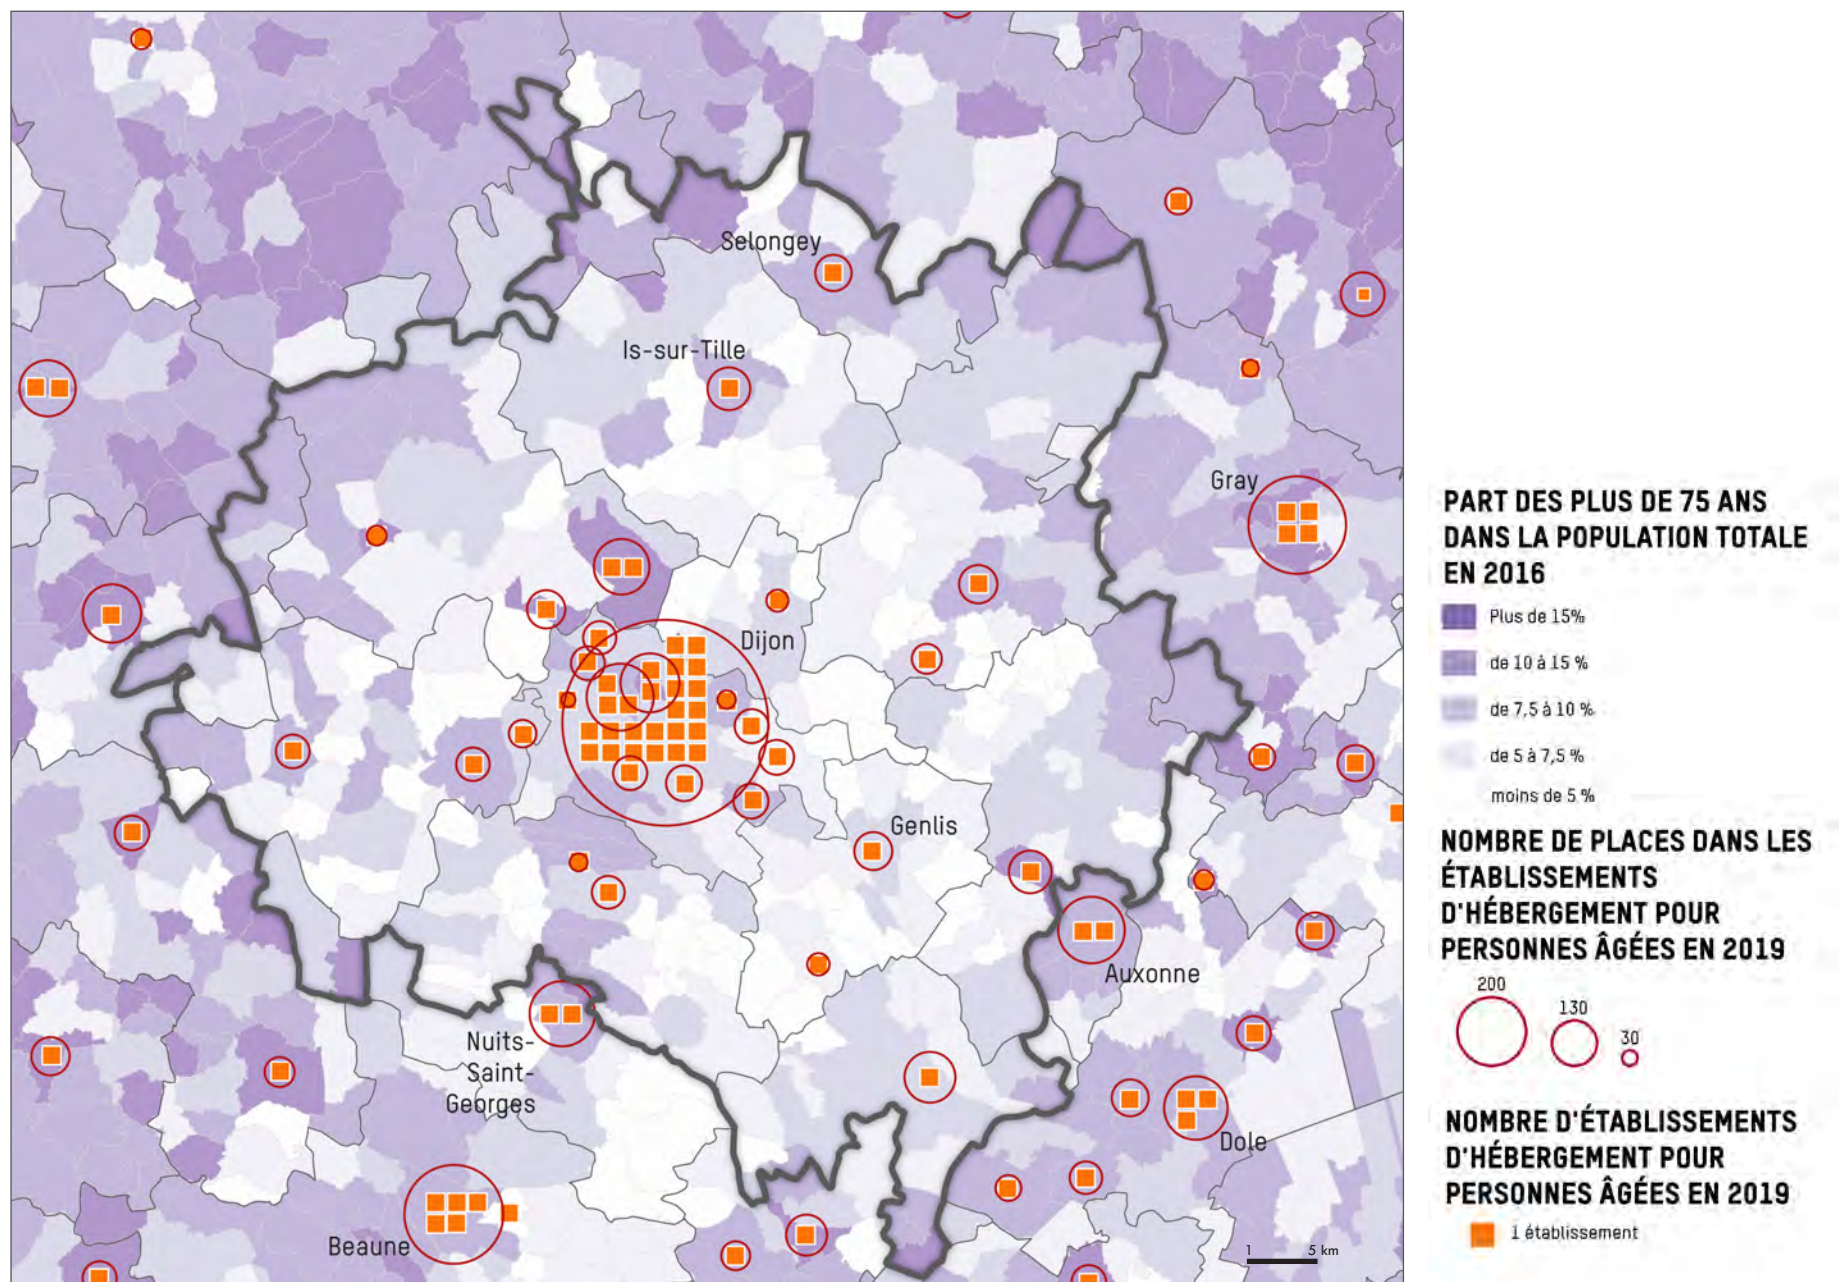 Selongey
Is-sur-Tille
Gray
Dijon
Genlis
Auxonne
Nuits-
Saint-
Georges
Dole
Beaune
1 5 km
PART DES PLUS DE 75 ANS
DANS LA POPULATION TOTALE
EN 2016
Plus de 15%
de 10 à 15 %
de 7,5 à 10 %
de 5 à 7,5 %
moins de 5 %
NOMBRE DE PLACES DANS LES
ÉTABLISSEMENTS
D'HÉBERGEMENT POUR
PERSONNES ÂGÉES EN 2019
200
130
30
NOMBRE D'ÉTABLISSEMENTS
D'HÉBERGEMENT POUR
PERSONNES ÂGÉES EN 2019
1 établissement